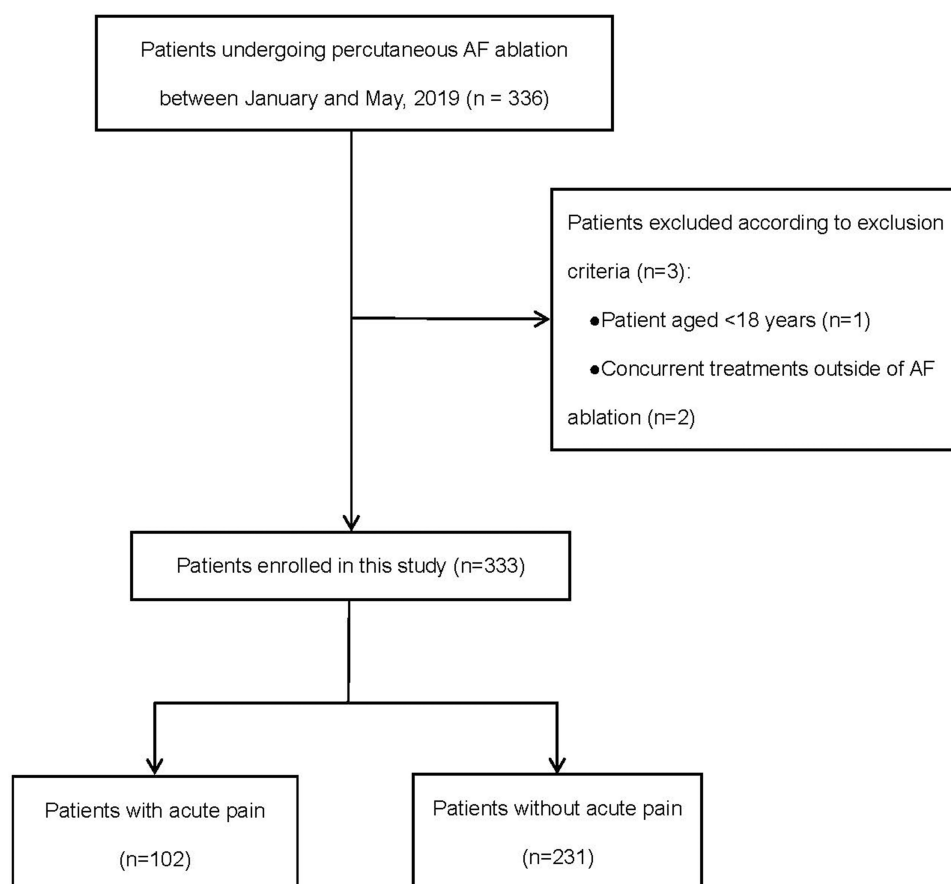 Patients undergoing percutaneous AF ablation
between January and May, 2019 (n = 336)
Patients excluded according to exclusion
criteria (n=3):
●Patient aged <18 years (n=1)
●Concurrent treatments outside of AF
ablation (n=2)
Patients enrolled in this study (n=333)
Patients with acute pain
(n=102)
Patients without acute pain
(n=231)